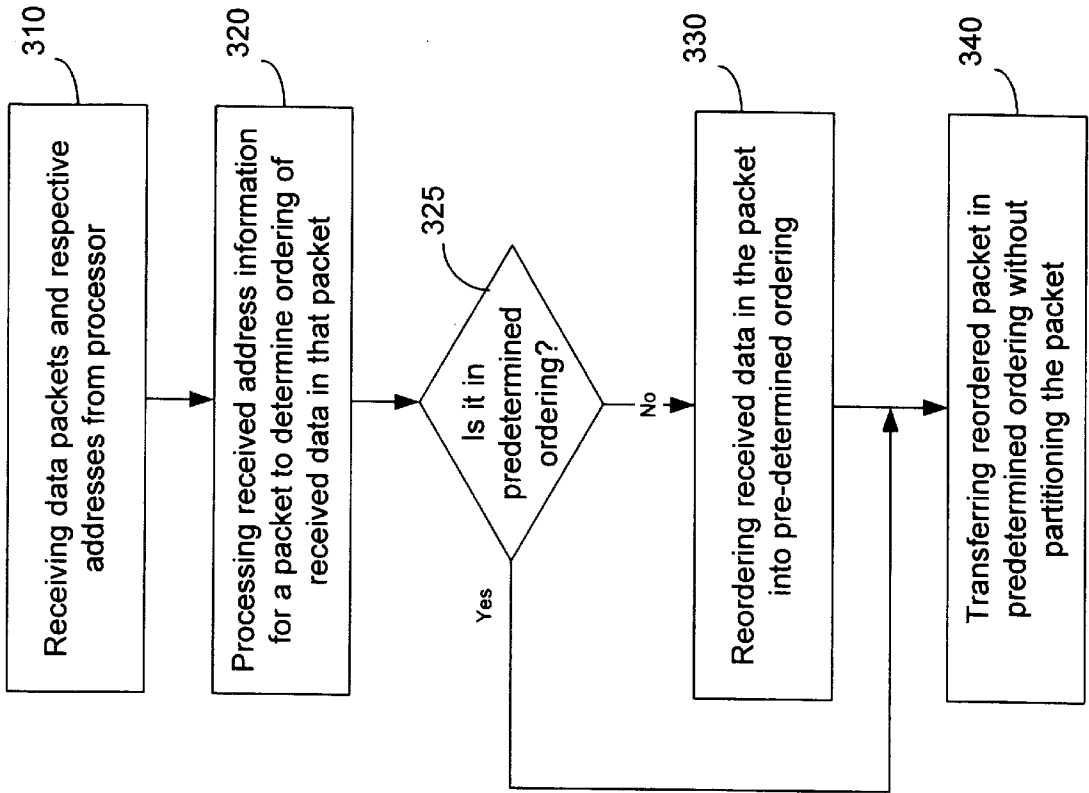 310
Receiving data packets and respective
addresses from processor
320
Processing received address information
for a packet to determine ordering of
received data in that packet
325
Is it in
predetermined
ordering?
Yes
No
330
Reordering received data in the packet
into pre-determined ordering
340
Transferring reordered packet in
predetermined ordering without
partitioning the packet